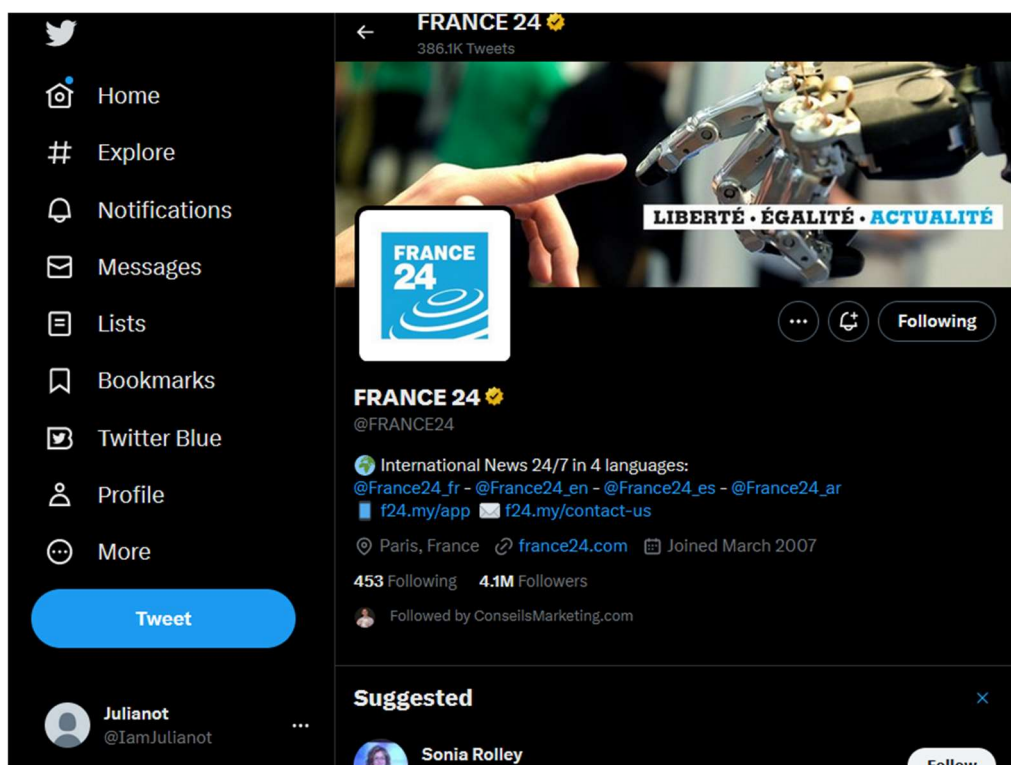 Home
Explore
Notifications
Messages
Lists
Bookmarks
Twitter Blue
Profile
More
Tweet
Julianot
@IamJulianot
FRANCE 24
386.1K Tweets
LIBERTÉ · ÉGALITÉ · ACTUALITÉ
FRANCE
24
Following
FRANCE 24
@FRANCE24
International News 24/7 in 4 languages:
@France24_fr - @France24_en - @France24_es - @France24_ar
f24.my/app f24.my/contact-us
Paris, France france24.com Joined March 2007
453 Following 4.1M Followers
Followed by ConseilsMarketing.com
Suggested
Sonia Rolley
Follow